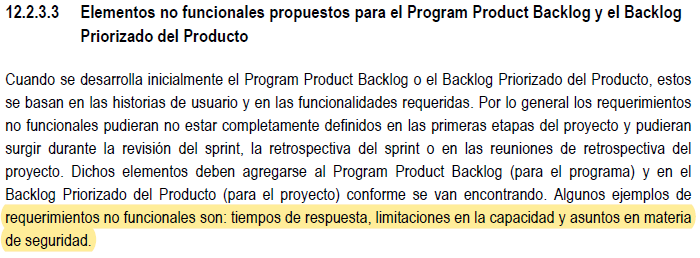 12.2.3.3 Elementos no funcionales propuestos para el Program Product Backlog y el Backlog
Priorizado del Producto
Cuando se desarrolla inicialmente el Program Product Backlog o el Backlog Priorizado del Producto, estos
se basan en las historias de usuario y en las funcionalidades requeridas. Por lo general los requerimientos
no funcionales pudieran no estar completamente definidos en las primeras etapas del proyecto y pudieran
surgir durante la revisión del sprint, la retrospectiva del sprint o en las reuniones de retrospectiva del
proyecto. Dichos elementos deben agregarse al Program Product Backlog (para el programa) y en el
Backlog Priorizado del Producto (para el proyecto) conforme se van encontrando. Algunos ejemplos de
requerimientos no funcionales son: tiempos de respuesta, limitaciones en la capacidad y asuntos en materia
de seguridad.